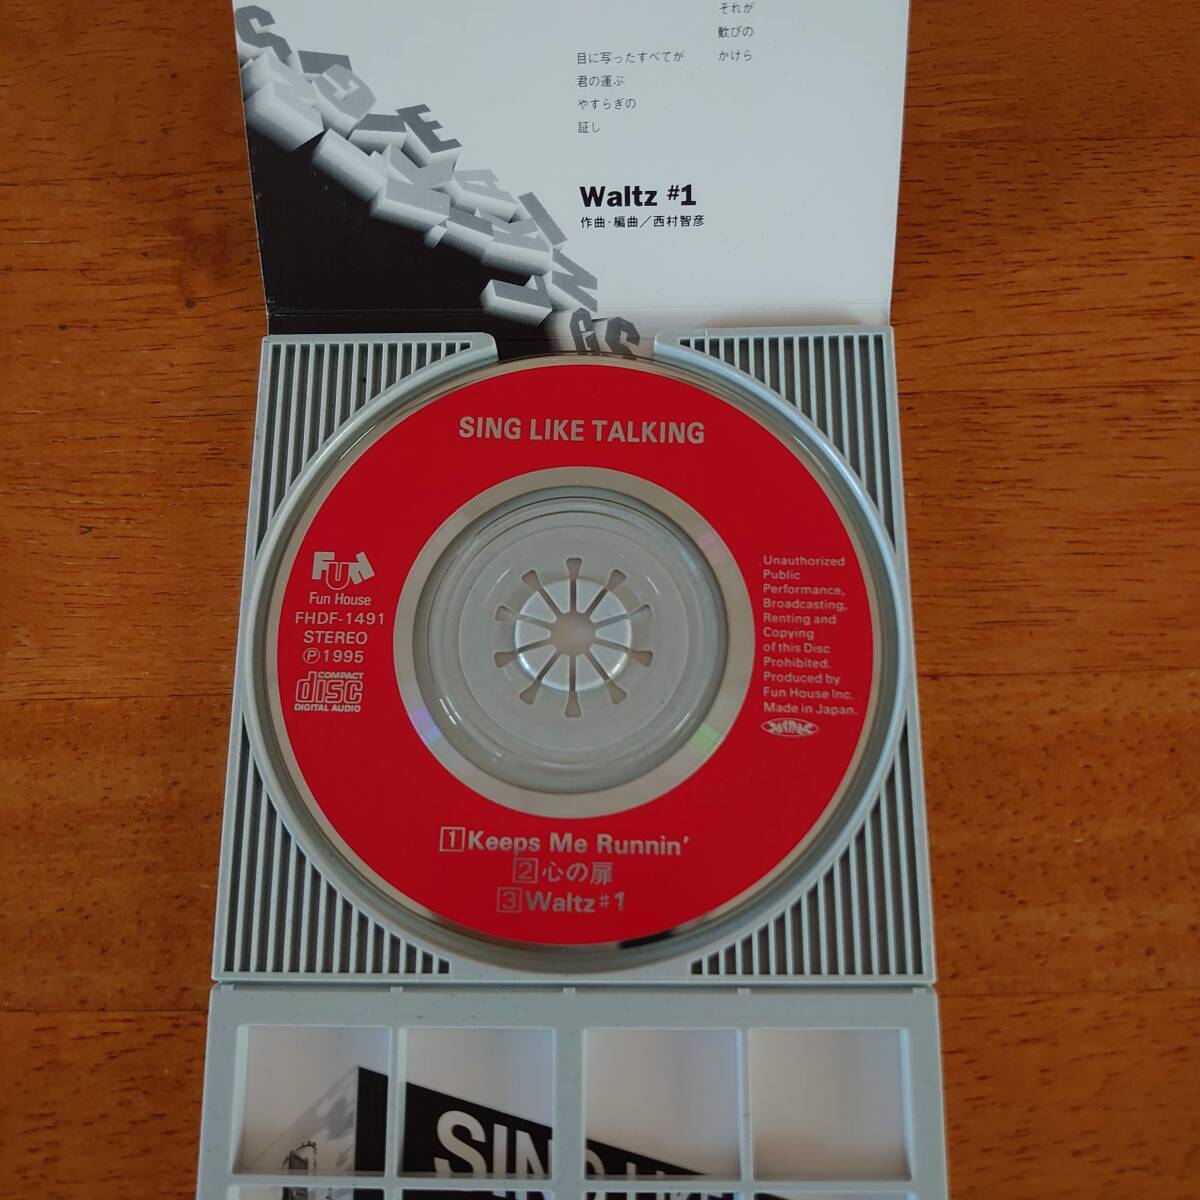 それが
歓びの
かけら
目に写ったすべてが
君の運ぶ
やすらぎの
証し
Waltz #1
作曲・編曲／西村智彦
SING LIKE TALKING
FUN
Fun House
FHDF-1491
STEREO
Ⓟ1995
COMPACT
disc
DIGITAL AUDIO
Unauthorized
Public
Performance,
Broadcasting,
Renting and
Copying
of this Disc
Prohibited.
Produced by
Fun House Inc.
Made in Japan.
1 Keeps Me Runnin'
2 心の扉
3 Waltz #1
SING